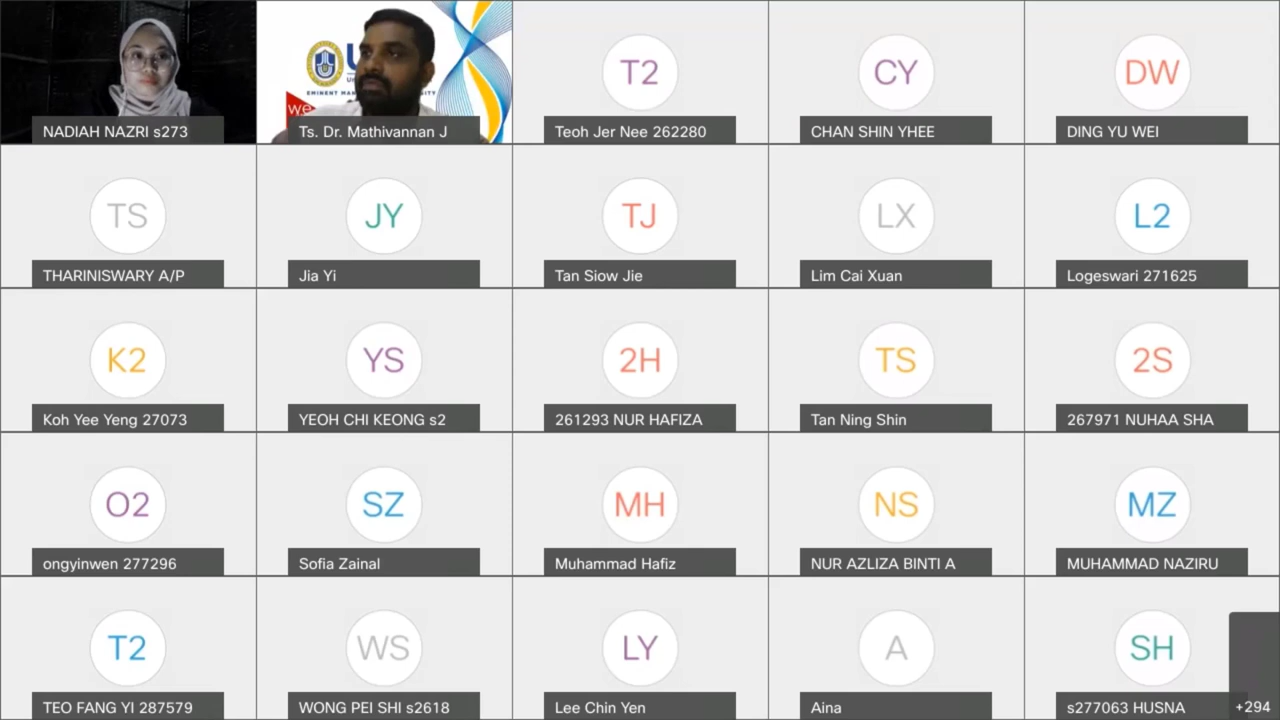 NADIAH NAZRI s273
U
EMINENT MAN
we
Ts. Dr. Mathivannan J
T2
Teoh Jer Nee 262280
CY
CHAN SHIN YHEE
DW
DING YU WEI
TS
THARINISWARY A/P
JY
Jia Yi
TJ
Tan Siow Jie
LX
Lim Cai Xuan
L2
Logeswari 271625
K2
Koh Yee Yeng 27073
YS
YEOH CHI KEONG s2
2H
261293 NUR HAFIZA
TS
Tan Ning Shin
2S
267971 NUHAA SHA
O2
ongyinwen 277296
SZ
Sofia Zainal
MH
Muhammad Hafiz
NS
NUR AZLIZA BINTI A
MZ
MUHAMMAD NAZIRU
T2
TEO FANG YI 287579
WS
WONG PEI SHI s2618
LY
Lee Chin Yen
A
Aina
SH
s277063 HUSNA
+294